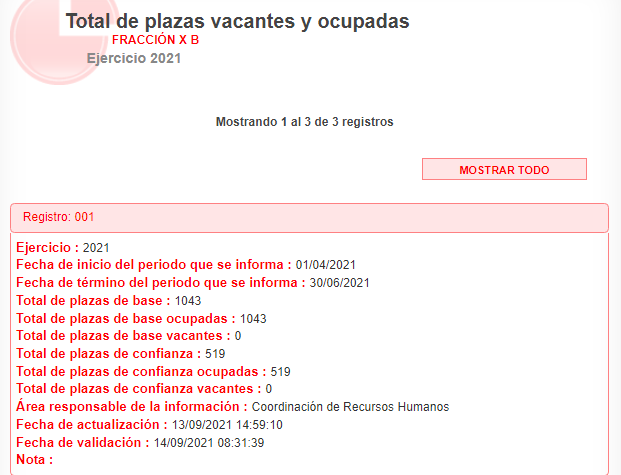 Total de plazas vacantes y ocupadas
FRACCIÓN X B
Ejercicio 2021
Mostrando 1 al 3 de 3 registros
MOSTRAR TODO
Registro: 001
Ejercicio : 2021
Fecha de inicio del periodo que se informa : 01/04/2021
Fecha de término del periodo que se informa : 30/06/2021
Total de plazas de base : 1043
Total de plazas de base ocupadas : 1043
Total de plazas de base vacantes : 0
Total de plazas de confianza : 519
Total de plazas de confianza ocupadas : 519
Total de plazas de confianza vacantes : 0
Área responsable de la información : Coordinación de Recursos Humanos
Fecha de actualización : 13/09/2021 14:59:10
Fecha de validación : 14/09/2021 08:31:39
Nota :